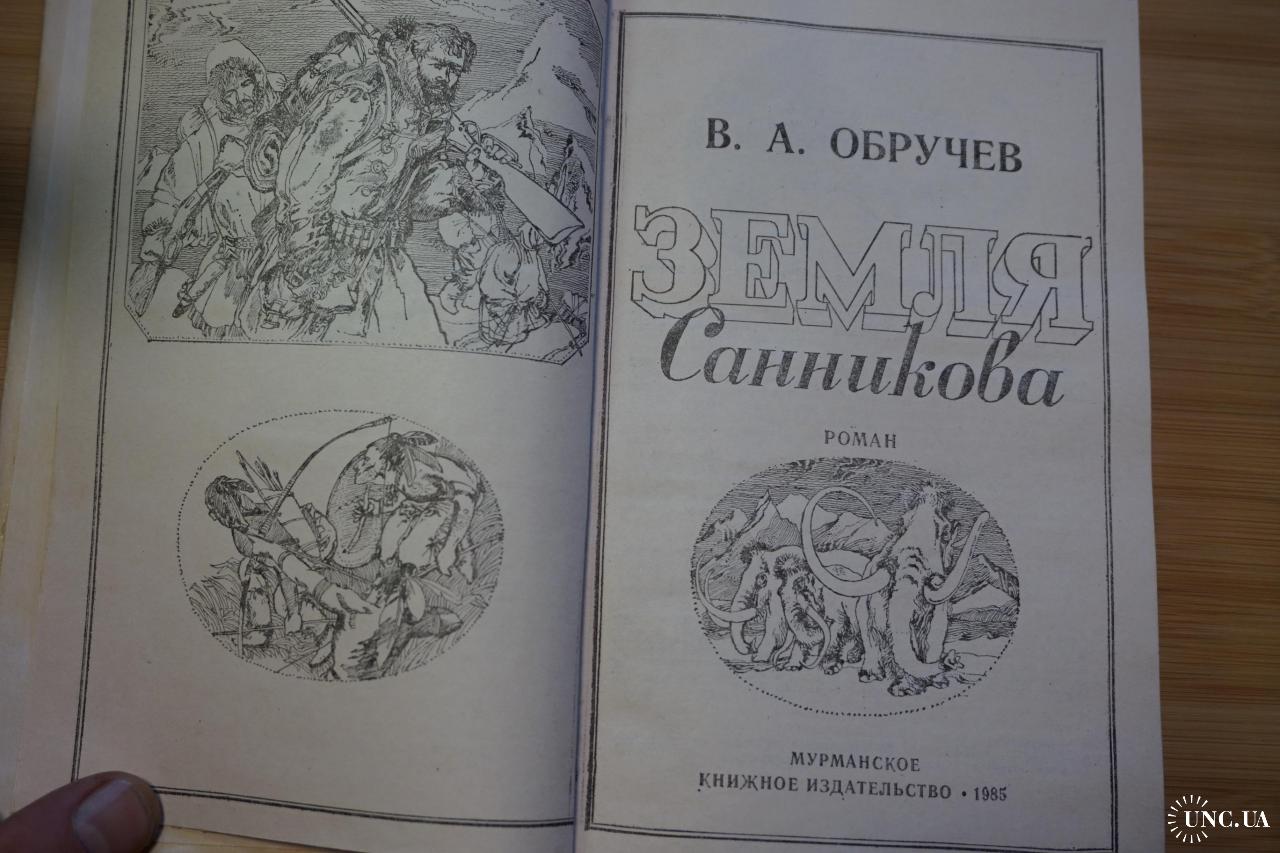 В. А. ОБРУЧЕВ
ЗЕМЛЯ
Санникова
РОМАН
МУРМАНСКОЕ
КНИЖНОЕ ИЗДАТЕЛЬСТВО • 1985
UNC.UA